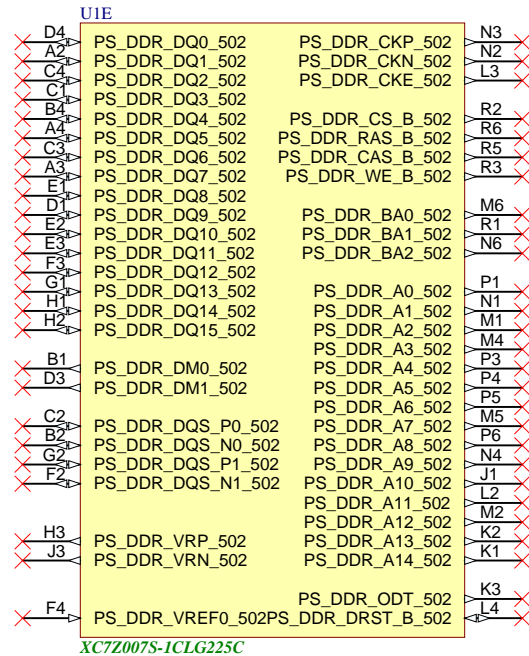 U1E
D4 PS_DDR_DQ0_502 PS_DDR_CKP_502 N3
A2 PS_DDR_DQ1_502 PS_DDR_CKN_502 N2
C4 PS_DDR_DQ2_502 PS_DDR_CKE_502 L3
C1 PS_DDR_DQ3_502
B4 PS_DDR_DQ4_502 PS_DDR_CS_B_502 R2
A4 PS_DDR_DQ5_502 PS_DDR_RAS_B_502 R6
C3 PS_DDR_DQ6_502 PS_DDR_CAS_B_502 R5
A3 PS_DDR_DQ7_502 PS_DDR_WE_B_502 R3
E1 PS_DDR_DQ8_502
D1 PS_DDR_DQ9_502 PS_DDR_BA0_502 M6
E2 PS_DDR_DQ10_502 PS_DDR_BA1_502 R1
E3 PS_DDR_DQ11_502 PS_DDR_BA2_502 N6
F3 PS_DDR_DQ12_502
G1 PS_DDR_DQ13_502 PS_DDR_A0_502 P1
H1 PS_DDR_DQ14_502 PS_DDR_A1_502 N1
H2 PS_DDR_DQ15_502 PS_DDR_A2_502 M1
PS_DDR_A3_502 M4
B1 PS_DDR_DM0_502 PS_DDR_A4_502 P3
D3 PS_DDR_DM1_502 PS_DDR_A5_502 P4
PS_DDR_A6_502 P5
C2 PS_DDR_DQS_P0_502 PS_DDR_A7_502 M5
B2 PS_DDR_DQS_N0_502 PS_DDR_A8_502 P6
G2 PS_DDR_DQS_P1_502 PS_DDR_A9_502 N4
F2 PS_DDR_DQS_N1_502 PS_DDR_A10_502 J1
PS_DDR_A11_502 L2
PS_DDR_A12_502 M2
H3 PS_DDR_VRP_502 PS_DDR_A13_502 K2
J3 PS_DDR_VRN_502 PS_DDR_A14_502 K1
PS_DDR_ODT_502 K3
F4 PS_DDR_VREF0_502 PS_DDR_DRST_B_502 L4
XC7Z007S-1CLG225C